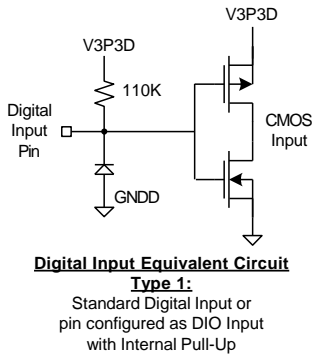 V3P3D
V3P3D
110K
Digital
Input
Pin
CMOS
Input
GNDD
Digital Input Equivalent Circuit
Type 1:
Standard Digital Input or
pin configured as DIO Input
with Internal Pull-Up